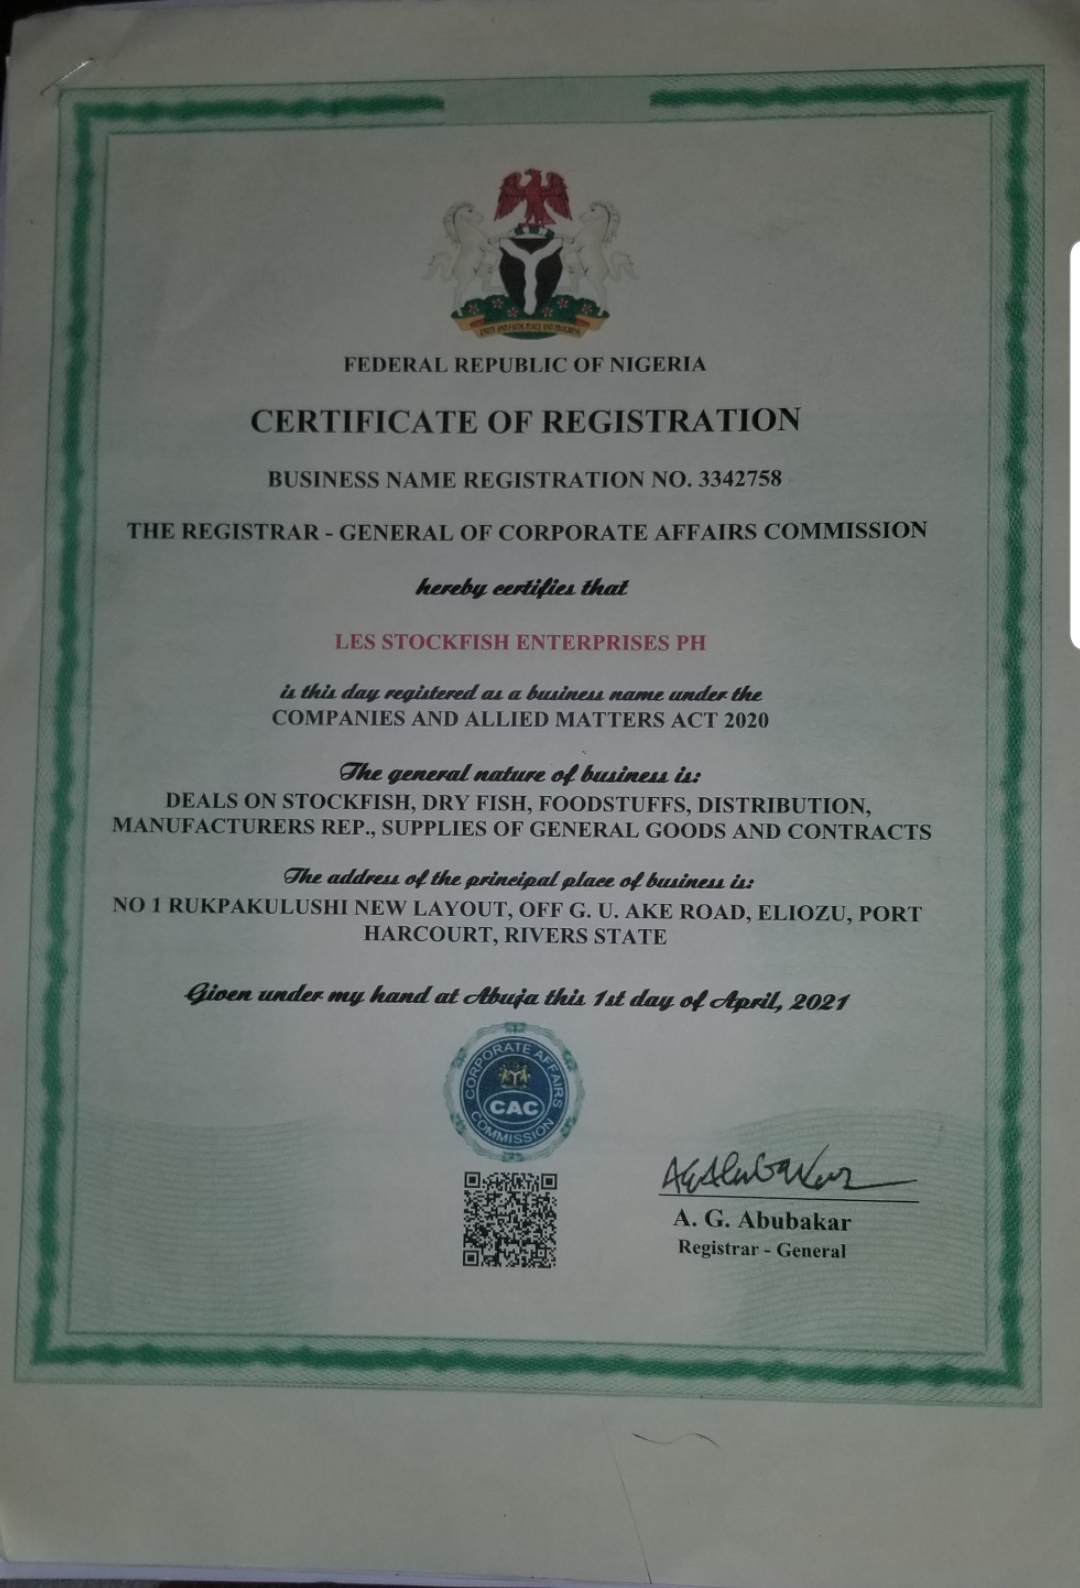 FEDERAL REPUBLIC OF NIGERIA
CERTIFICATE OF REGISTRATION
BUSINESS NAME REGISTRATION NO. 3342758
THE REGISTRAR - GENERAL OF CORPORATE AFFAIRS COMMISSION
hereby certifies that
LES STOCKFISH ENTERPRISES PH
is this day registered as a business name under the
COMPANIES AND ALLIED MATTERS ACT 2020
The general nature of business is:
DEALS ON STOCKFISH, DRY FISH, FOODSTUFFS, DISTRIBUTION,
MANUFACTURERS REP., SUPPLIES OF GENERAL GOODS AND CONTRACTS
The address of the principal place of business is:
NO 1 RUKPAKULUSHI NEW LAYOUT, OFF G. U. AKE ROAD, ELIOZU, PORT
HARCOURT, RIVERS STATE
Given under my hand at Abuja this 1st day of April, 2021
CORPORATE AFFAIRS
CAC
COMMISSION
A. G. Abubakar
Registrar - General